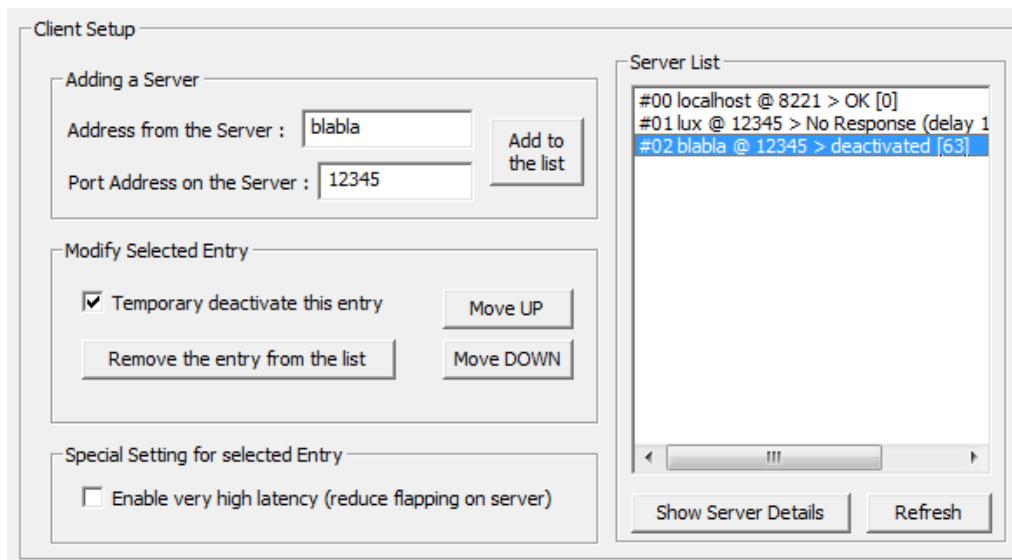 Client Setup
Adding a Server
Address from the Server :
blabla
Port Address on the Server :
12345
Add to
the list
Modify Selected Entry
Temporary deactivate this entry
Move UP
Remove the entry from the list
Move DOWN
Special Setting for selected Entry
Enable very high latency (reduce flapping on server)
Server List
#00 localhost @ 8221 > OK [0]
#01 lux @ 12345 > No Response (delay 1
#02 blabla @ 12345 > deactivated [63]
Show Server Details
Refresh